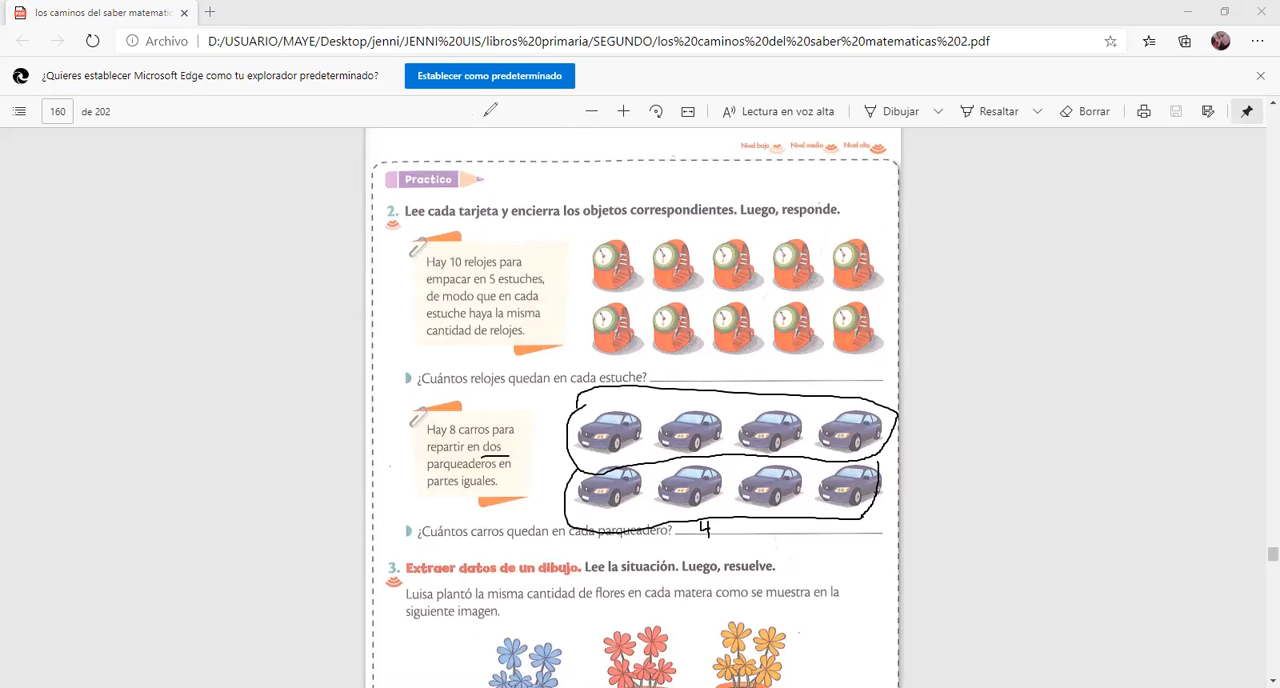 los caminos del saber matematic
Archivo D:/USUARIO/MAYE/Desktop/jenni/JENNI%20UIS/libros%20primaria/SEGUNDO/los%20caminos%20del%20saber%20matematicas%202.pdf
¿Quieres establecer Microsoft Edge como tu explorador predeterminado? Establecer como predeterminado
160 de 202 Lectura en voz alta Dibujar Resaltar Borrar
Nivel bajo Nivel medio Nivel alto
Practico
2. Lee cada tarjeta y encierra los objetos correspondientes. Luego, responde.
Hay 10 relojes para
empacar en 5 estuches,
de modo que en cada
estuche haya la misma
cantidad de relojes.
¿Cuántos relojes quedan en cada estuche?
Hay 8 carros para
repartir en dos
parqueaderos en
partes iguales.
¿Cuántos carros quedan en cada parqueadero? 4
3. Extraer datos de un dibujo. Lee la situación. Luego, resuelve.
Luisa plantó la misma cantidad de flores en cada matera como se muestra en la
siguiente imagen.